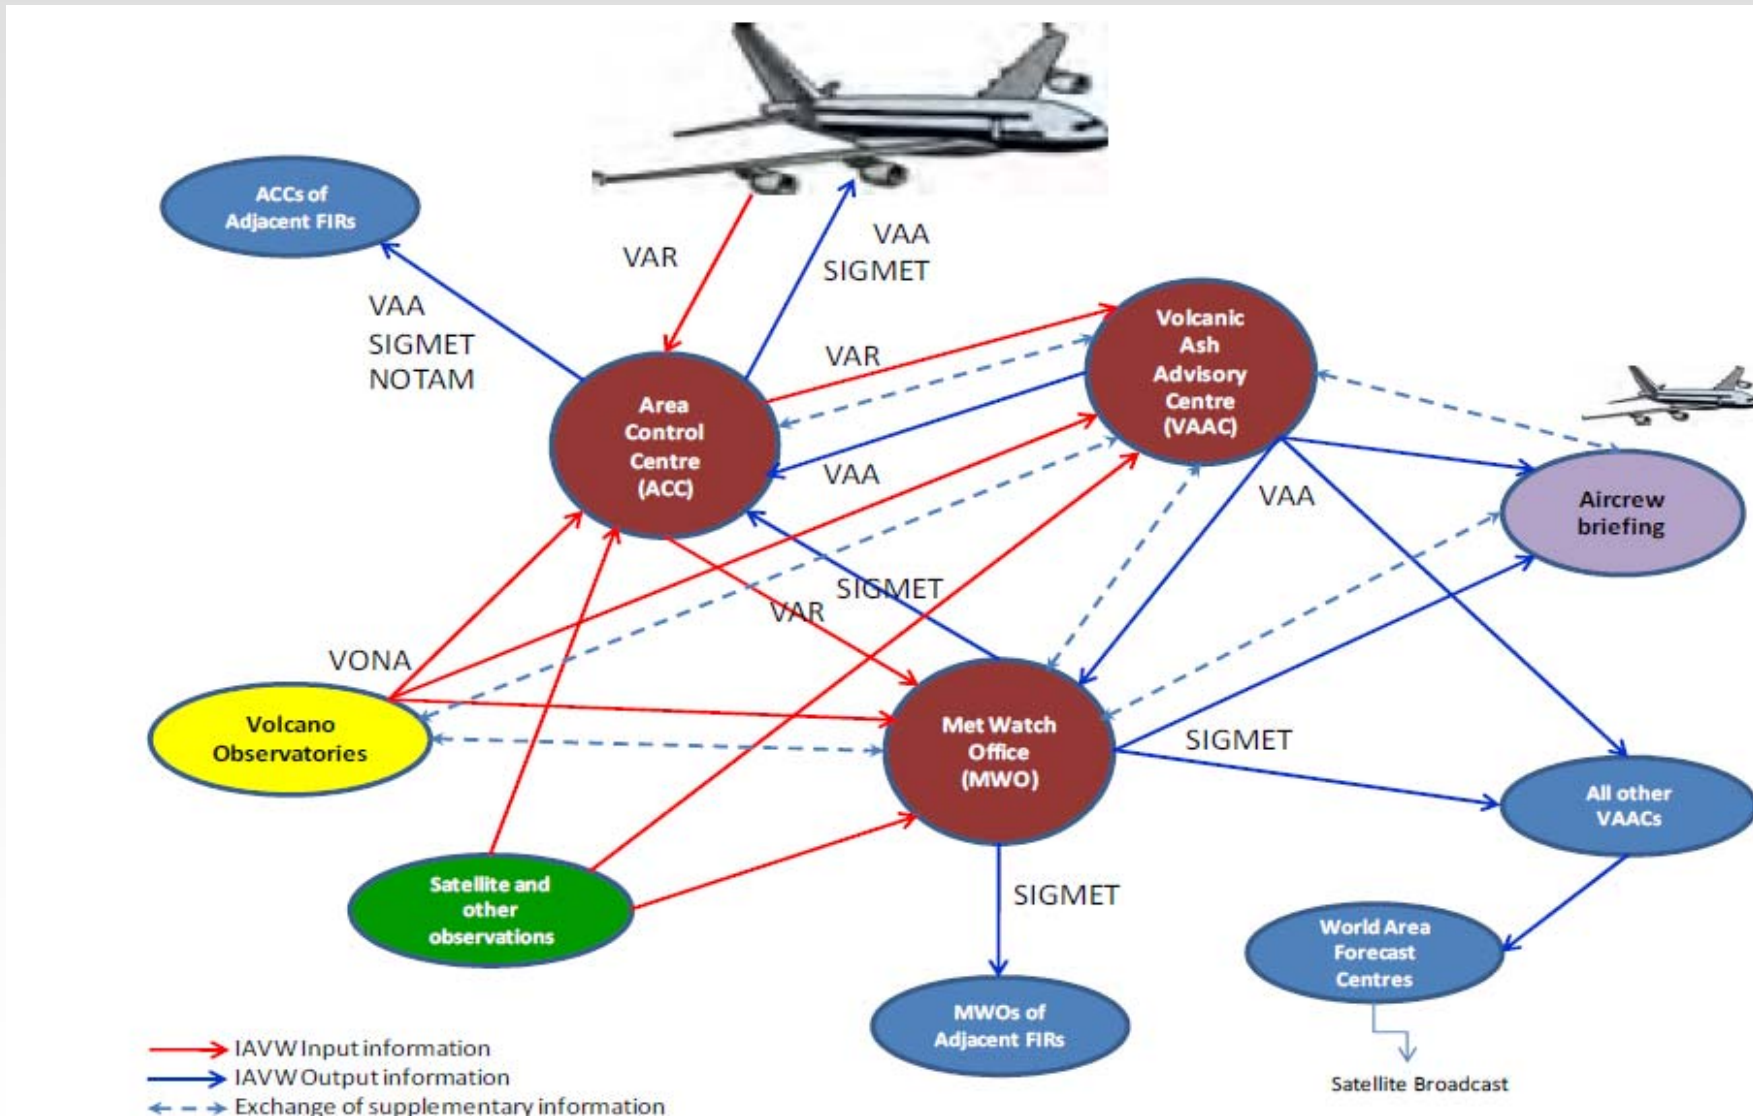 ACCs of
Adjacent FIRs
VAR
VAA
SIGMET
VAA
SIGMET
NOTAM
Volcanic
Ash
Advisory
Centre
(VAAC)
VAR
Area
Control
Centre
(ACC)
VAA
VAA
Aircrew
briefing
SIGMET
VAR
VONA
Volcano
Observatories
Met Watch
Office
(MWO)
SIGMET
All other
VAACs
Satellite and
other
observations
SIGMET
World Area
Forecast
Centres
MWOs of
Adjacent FIRs
Satellite Broadcast
IAVW Input information
IAVW Output information
Exchange of supplementary information